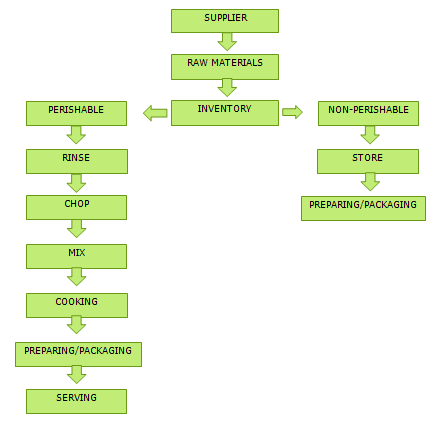 SUPPLIER
RAW MATERIALS
PERISHABLE
INVENTORY
NON-PERISHABLE
RINSE
STORE
CHOP
PREPARING/PACKAGING
MIX
COOKING
PREPARING/PACKAGING
SERVING